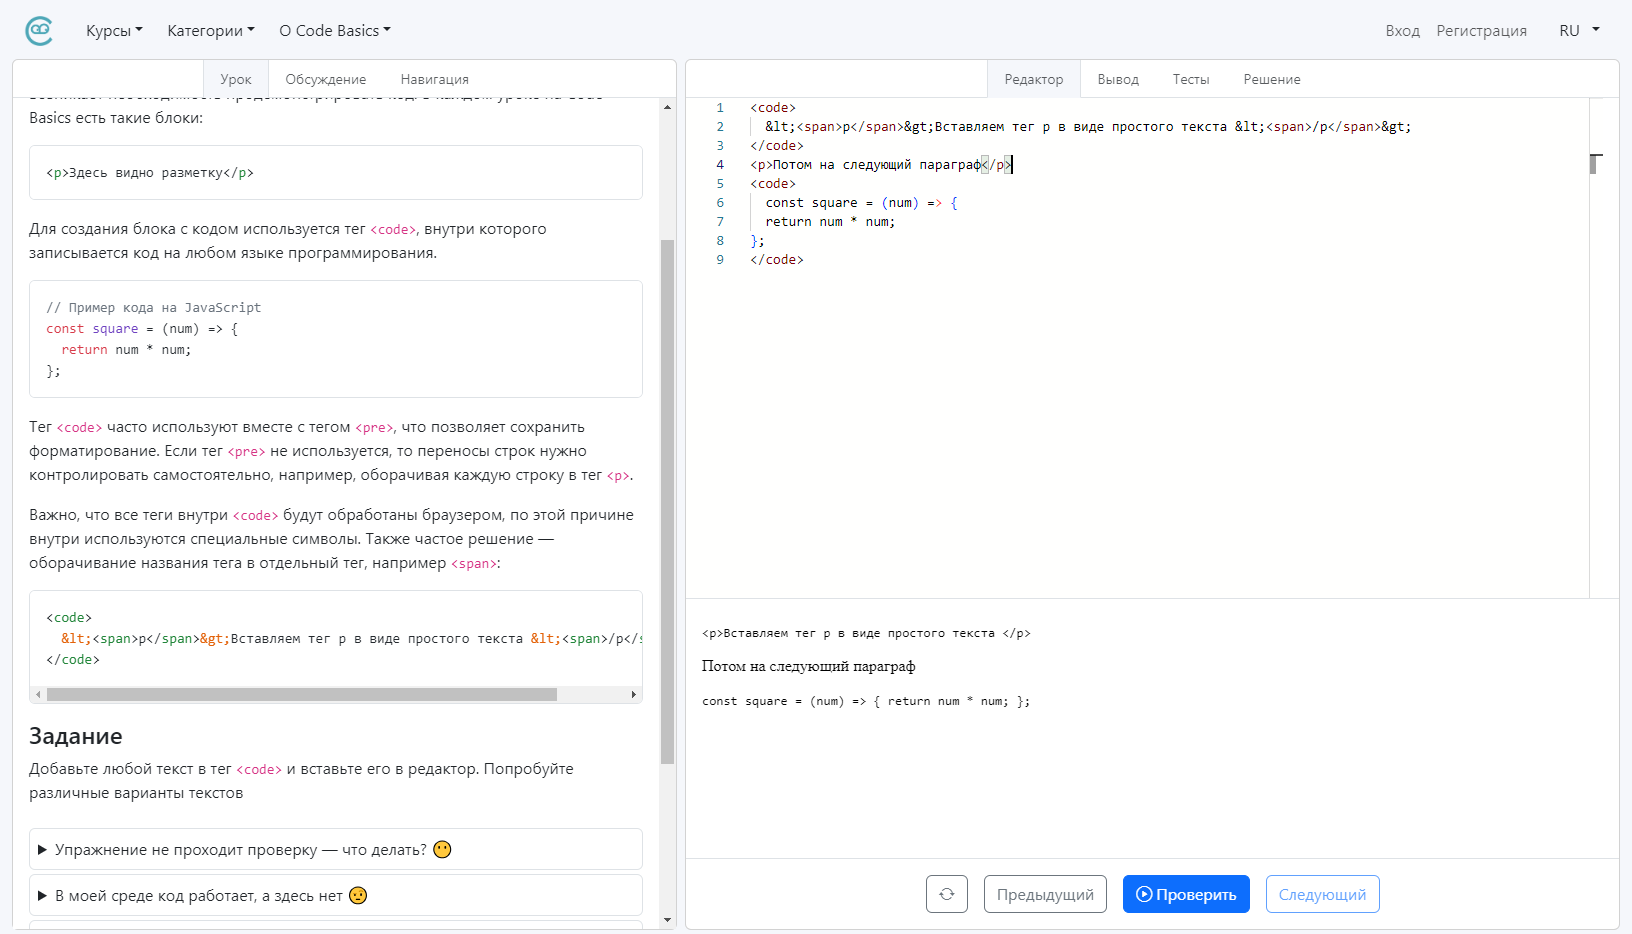 Курсы Категории О Code Basics Вход Регистрация RU
Урок Обсуждение Навигация
Basics есть такие блоки:
<p>Здесь видно разметку</p>
Для создания блока с кодом используется тег <code>, внутри которого
записывается код на любом языке программирования.
// Пример кода на JavaScript
const square = (num) => {
  return num * num;
};
Тег <code> часто используют вместе с тегом <pre>, что позволяет сохранить
форматирование. Если тег <pre> не используется, то переносы строк нужно
контролировать самостоятельно, например, оборачивая каждую строку в тег <p>.
Важно, что все теги внутри <code> будут обработаны браузером, по этой причине
внутри используются специальные символы. Также частое решение —
оборачивание названия тега в отдельный тег, например <span>:
<code>
  &lt;<span>p</span>&gt;Вставляем тег p в виде простого текста &lt;<span>/p</s
</code>
Задание
Добавьте любой текст в тег <code> и вставьте его в редактор. Попробуйте
различные варианты текстов
Упражнение не проходит проверку — что делать? 😶
В моей среде код работает, а здесь нет 🤨
Редактор Вывод Тесты Решение
1 <code>
2   &lt;<span>p</span>&gt;Вставляем тег p в виде простого текста &lt;<span>/p</span>&gt;
3 </code>
4 <p>Потом на следующий параграф</p>
5 <code>
6   const square = (num) => {
7   return num * num;
8 };
9 </code>
<p>Вставляем тег p в виде простого текста </p>
Потом на следующий параграф
const square = (num) => { return num * num; };
Предыдущий Проверить Следующий